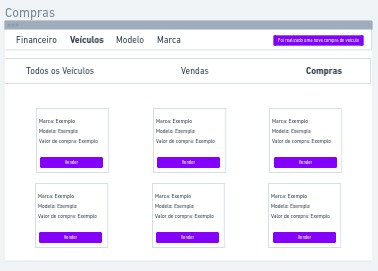 Compras
Financeiro Veículos Modelo Marca
Foi realizado uma nova compra de veículo
Todos os Veículos Vendas Compras
Marca: Exemplo Marca: Exemplo Marca: Exemplo
Modelo: Exemplo Modelo: Exemplo Modelo: Exemplo
Valor de compra: Exemplo Valor de compra: Exemplo Valor de compra: Exemplo
Vender Vender Vender
Marca: Exemplo Marca: Exemplo Marca: Exemplo
Modelo: Exemplo Modelo: Exemplo Modelo: Exemplo
Valor de compra: Exemplo Valor de compra: Exemplo Valor de compra: Exemplo
Vender Vender Vender